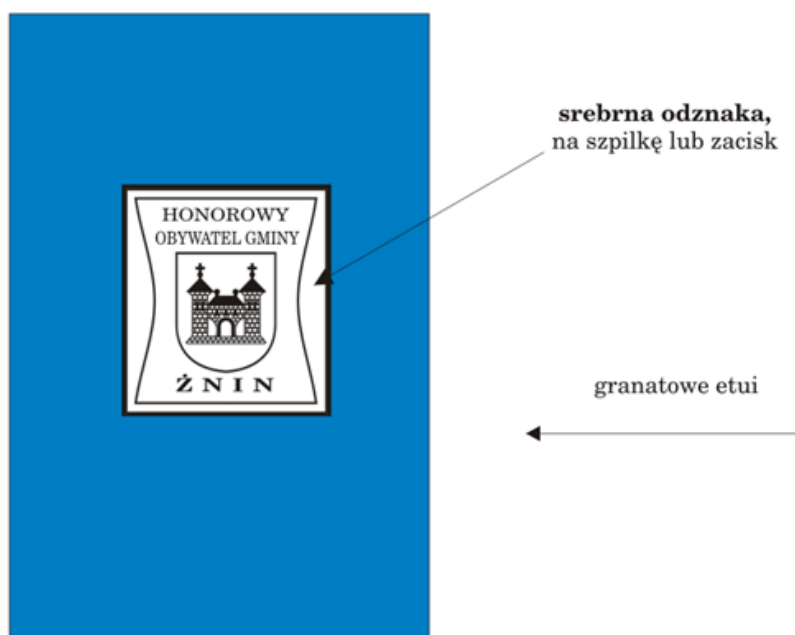 srebrna odznaka,
na szpilkę lub zacisk
HONOROWY
OBYWATEL GMINY
ŻNIN
granatowe etui